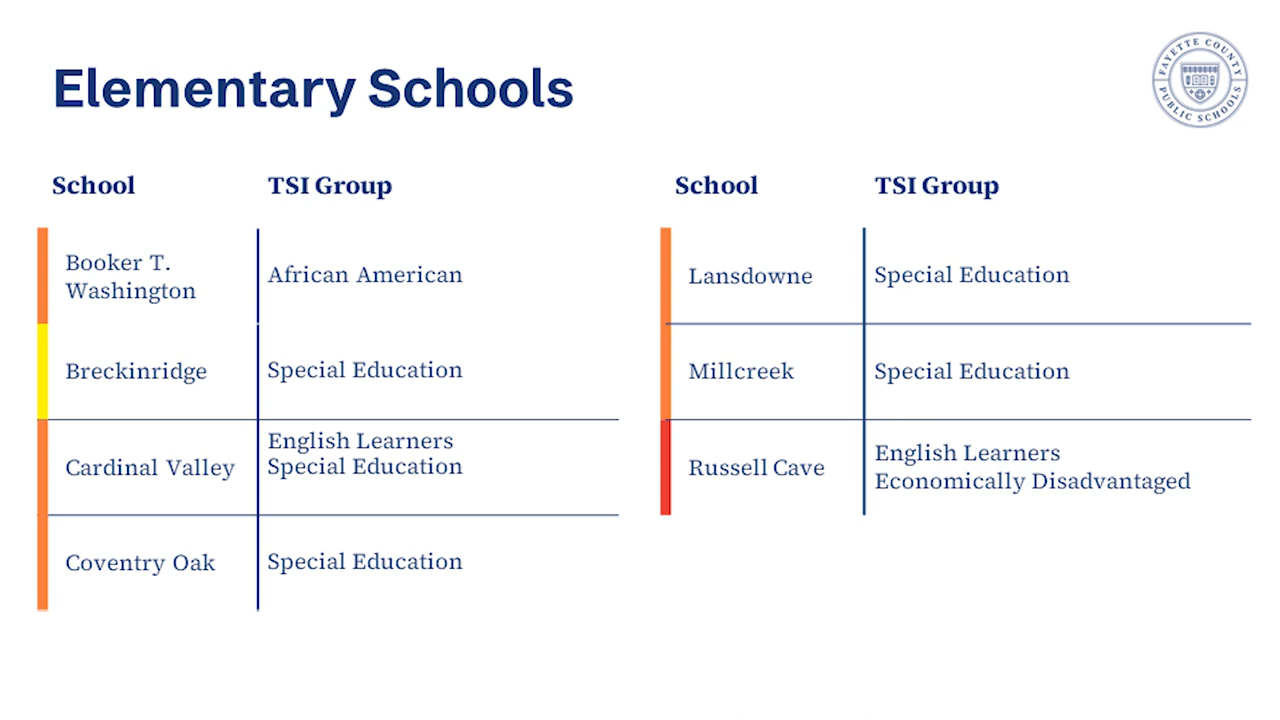 Elementary Schools
FAYETTE COUNTY
PUBLIC SCHOOLS
School TSI Group
Booker T.
Washington
African American
Breckinridge
Special Education
Cardinal Valley
English Learners
Special Education
Coventry Oak
Special Education
School TSI Group
Lansdowne
Special Education
Millcreek
Special Education
Russell Cave
English Learners
Economically Disadvantaged